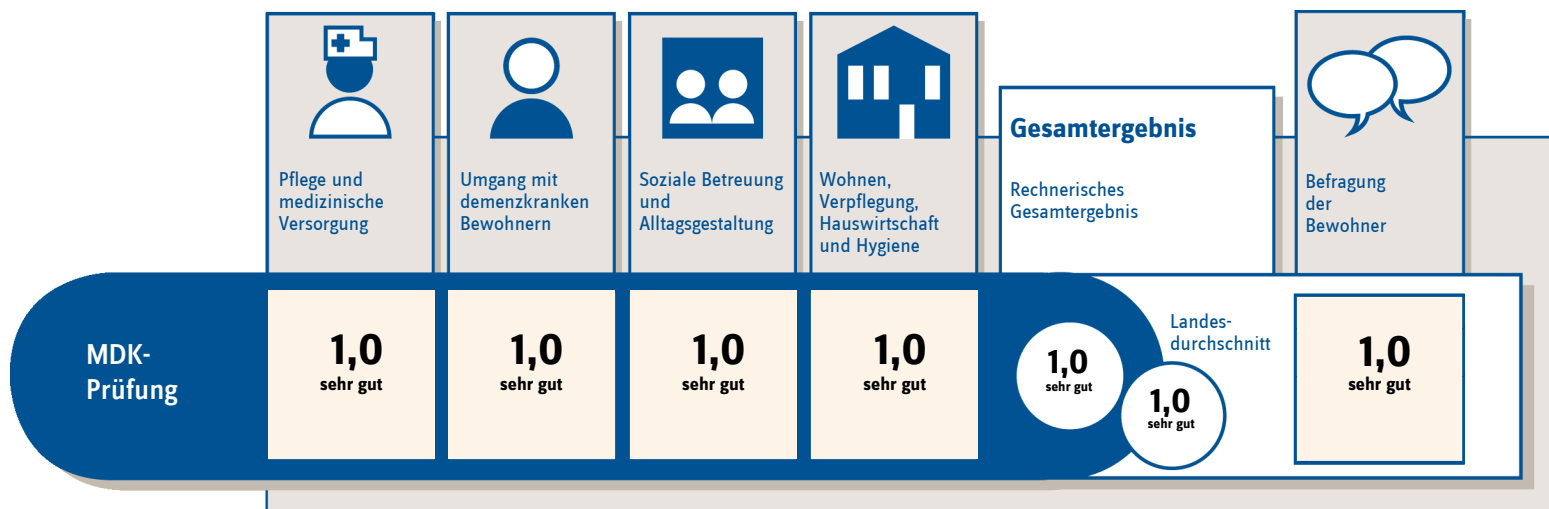 Pflege und
medizinische
Versorgung
Umgang mit
demenzkranken
Bewohnern
Soziale Betreuung
und
Alltagsgestaltung
Wohnen,
Verpflegung,
Hauswirtschaft
und Hygiene
Gesamtergebnis
Rechnerisches
Gesamtergebnis
Befragung
der
Bewohner
MDK-
Prüfung
1,0
sehr gut
1,0
sehr gut
1,0
sehr gut
1,0
sehr gut
1,0
sehr gut
Landes-
durchschnitt
1,0
sehr gut
1,0
sehr gut